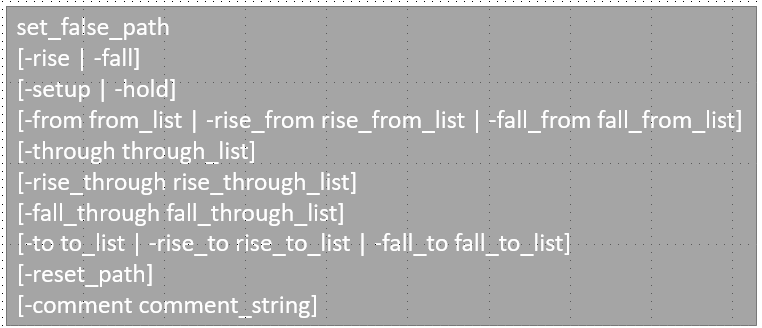 set_false_path
[-rise | -fall]
[-setup | -hold]
[-from from_list | -rise_from rise_from_list | -fall_from fall_from_list]
[-through through_list]
[-rise_through rise_through_list]
[-fall_through fall_through_list]
[-to to_list | -rise_to rise_to_list | -fall_to fall_to_list]
[-reset_path]
[-comment comment_string]